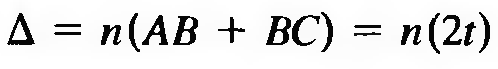 Δ = n(AB + BC) = n(2t)